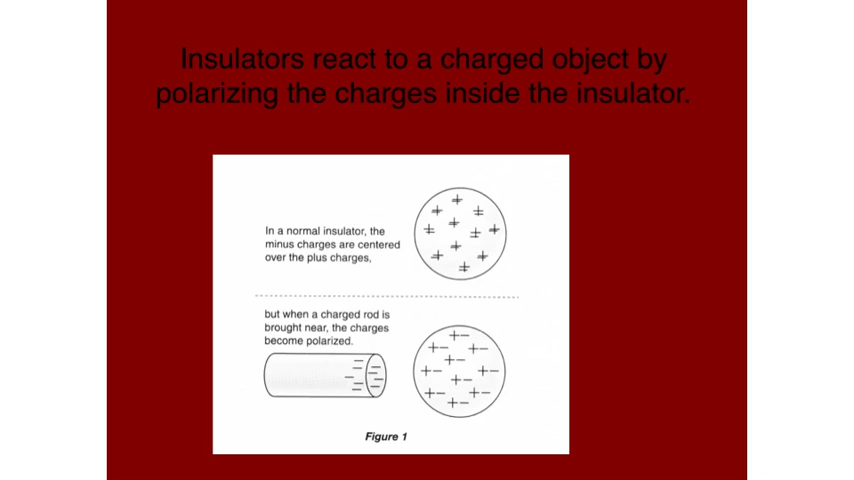 Insulators react to a charged object by
polarizing the charges inside the insulator.
In a normal insulator, the
minus charges are centered
over the plus charges,
but when a charged rod is
brought near, the charges
become polarized.
Figure 1